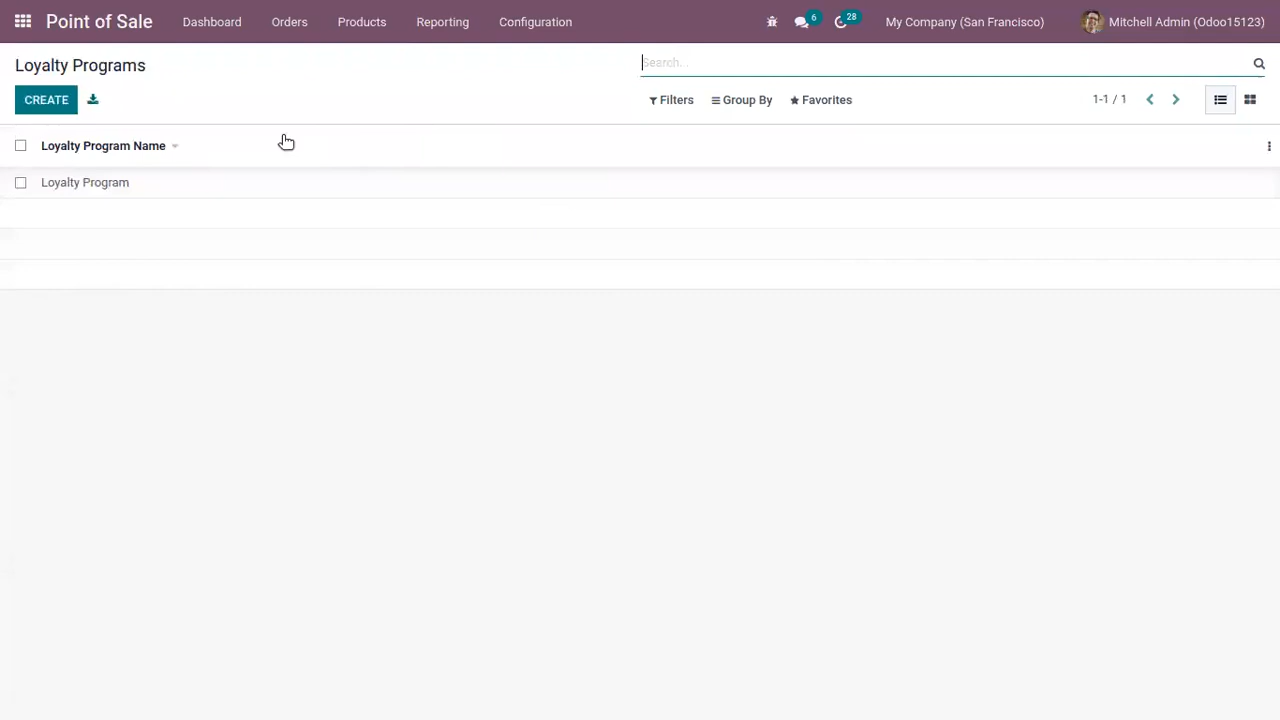 Point of Sale Dashboard Orders Products Reporting Configuration 6 28 My Company (San Francisco) Mitchell Admin (Odoo15123)
Loyalty Programs
Search...
CREATE Filters Group By Favorites 1-1 / 1
Loyalty Program Name
Loyalty Program